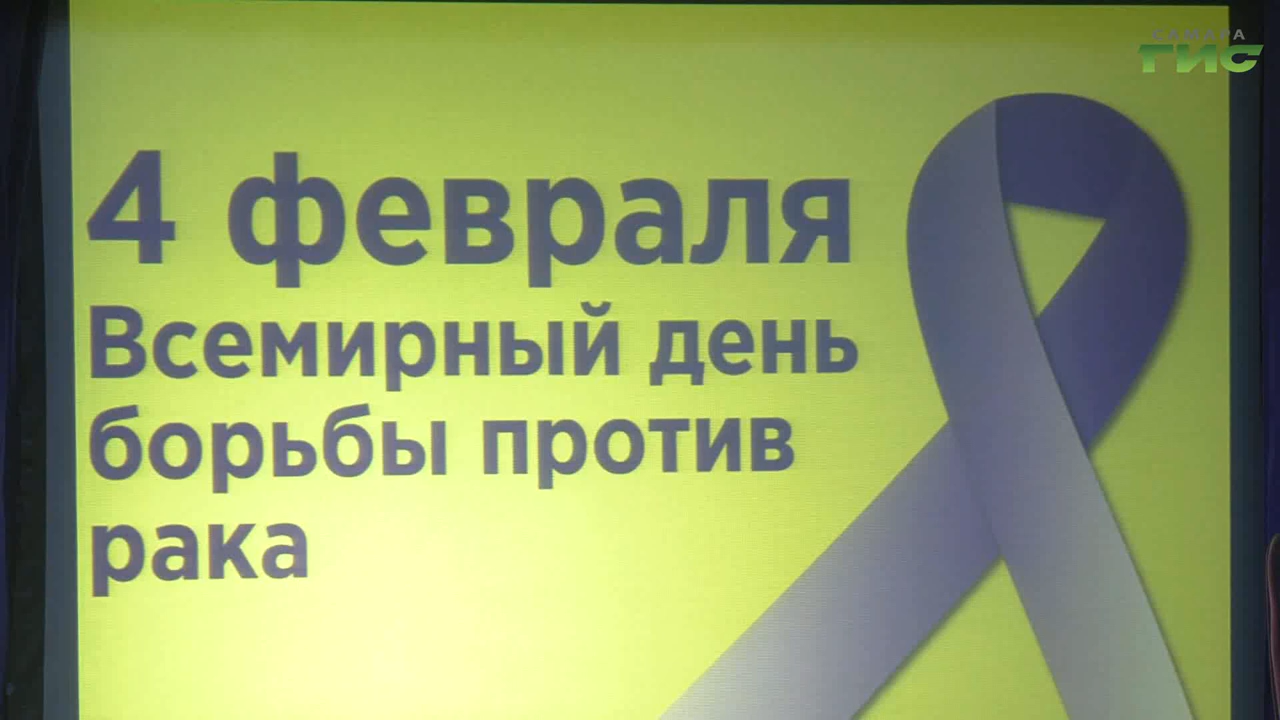 САМАРА
ГИС
4 февраля
Всемирный день
борьбы против
рака